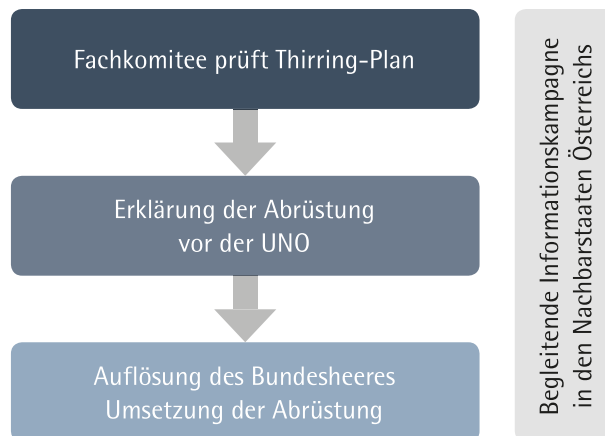 Fachkomitee prüft Thirring-Plan
Erklärung der Abrüstung
vor der UNO
Auflösung des Bundesheeres
Umsetzung der Abrüstung
Begleitende Informationskampagne
in den Nachbarstaaten Österreichs